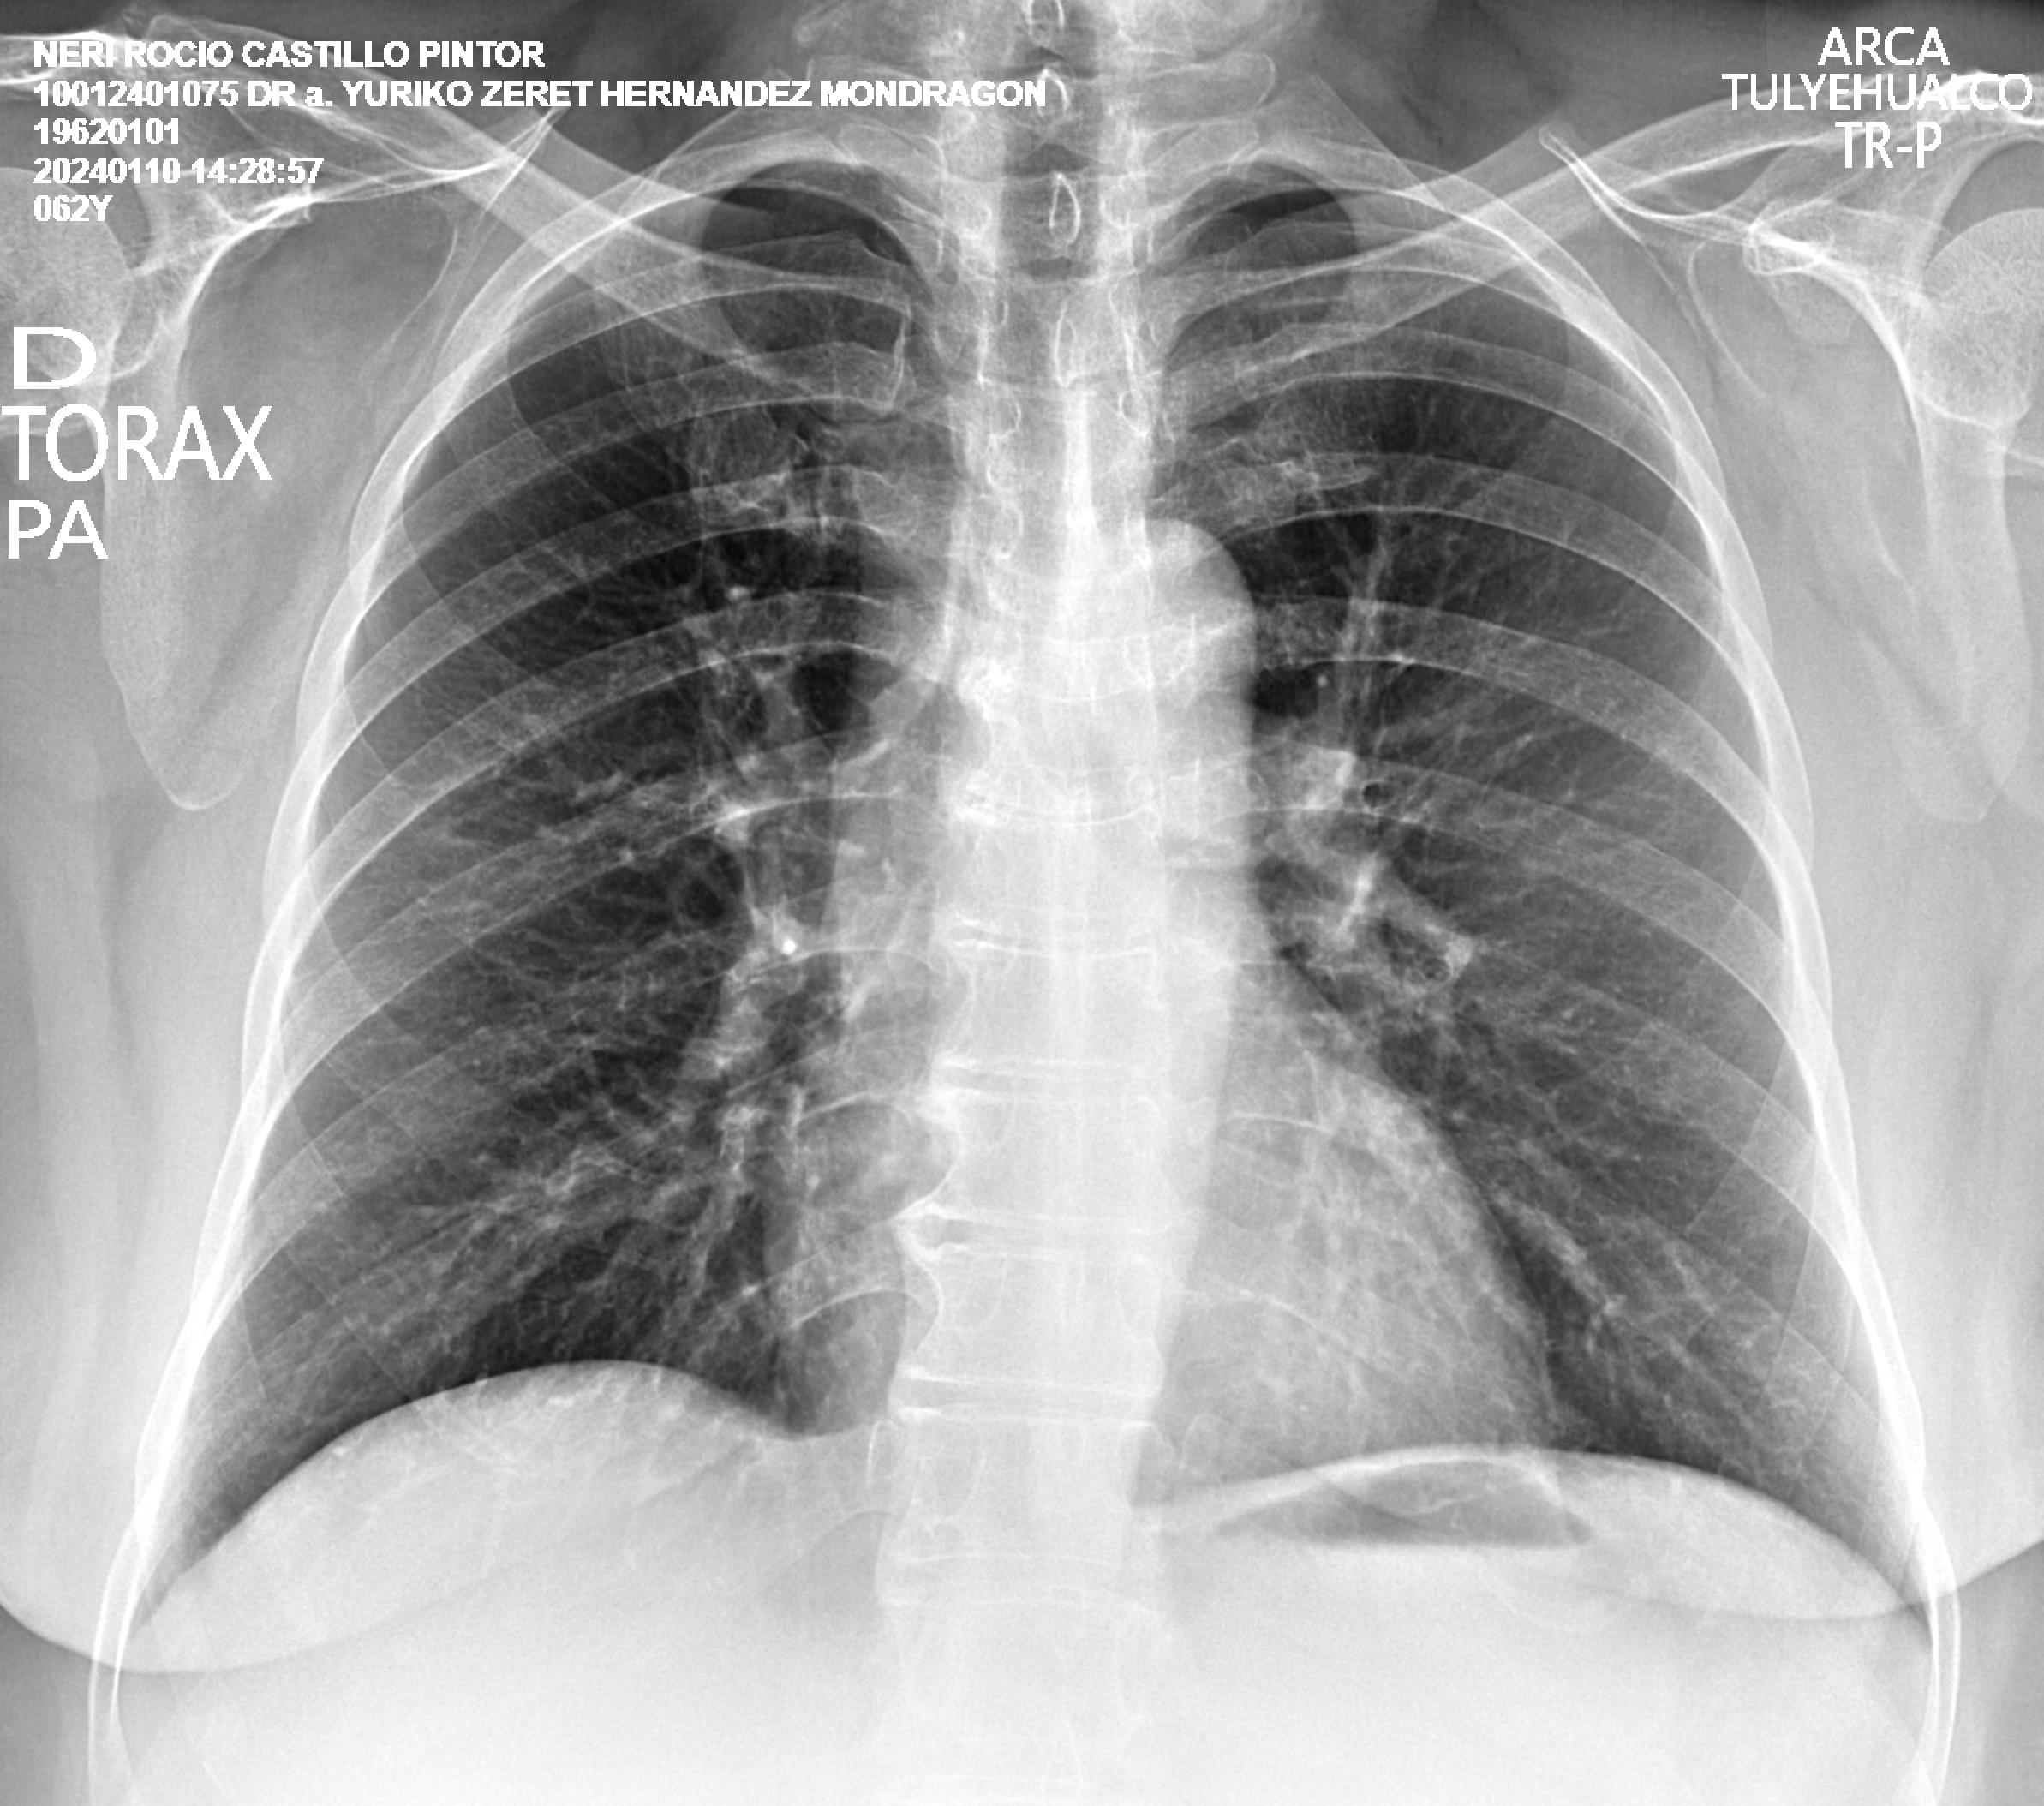 NERI ROCIO CASTILLO PINTOR
10012401075 DR a. YURIKO ZERET HERNANDEZ MONDRAGON
19620101
20240110 14:28:57
062Y
ARCA
TULYEHUALCO
TR-P
D
TORAX
PA